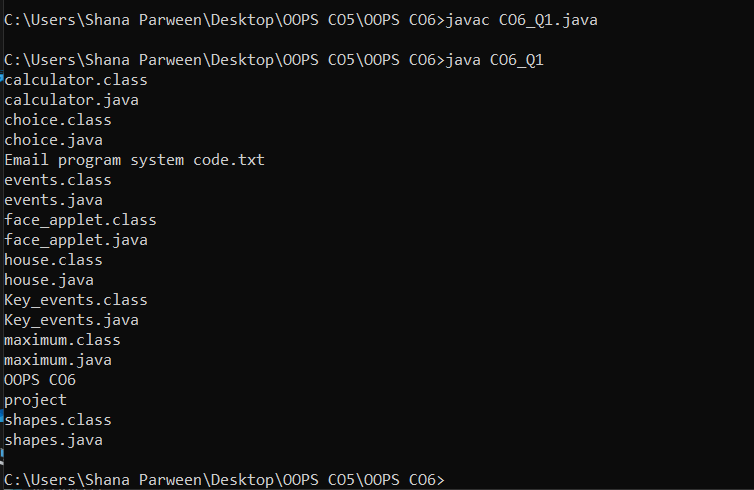 C:\Users\Shana Parween\Desktop\OOPS CO5\OOPS CO6>javac CO6_Q1.java
C:\Users\Shana Parween\Desktop\OOPS CO5\OOPS CO6>java CO6_Q1
calculator.class
calculator.java
choice.class
choice.java
Email program system code.txt
events.class
events.java
face_applet.class
face_applet.java
house.class
house.java
Key_events.class
Key_events.java
maximum.class
maximum.java
OOPS CO6
project
shapes.class
shapes.java
C:\Users\Shana Parween\Desktop\OOPS CO5\OOPS CO6>